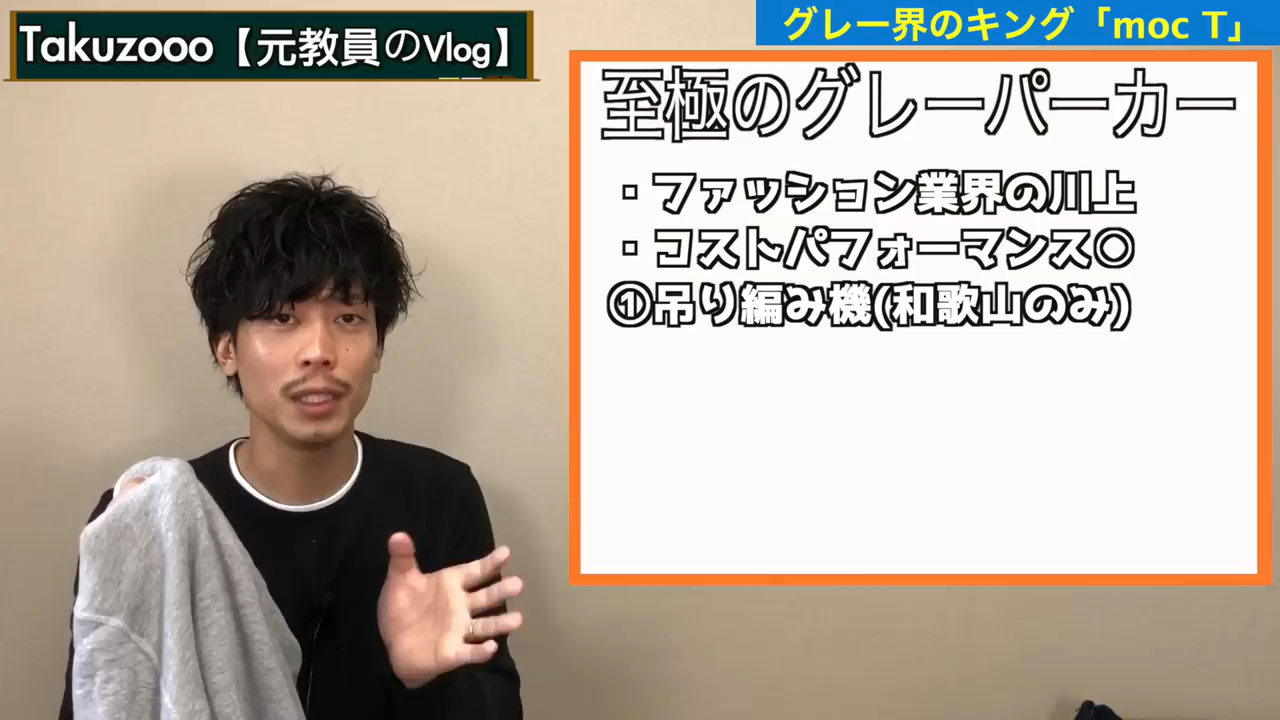 Takuzooo【元教員のVlog】
グレー界のキング「moc T」
至極のグレーパーカー
・ファッション業界の川上
・コストパフォーマンス○
①吊り編み機(和歌山のみ)